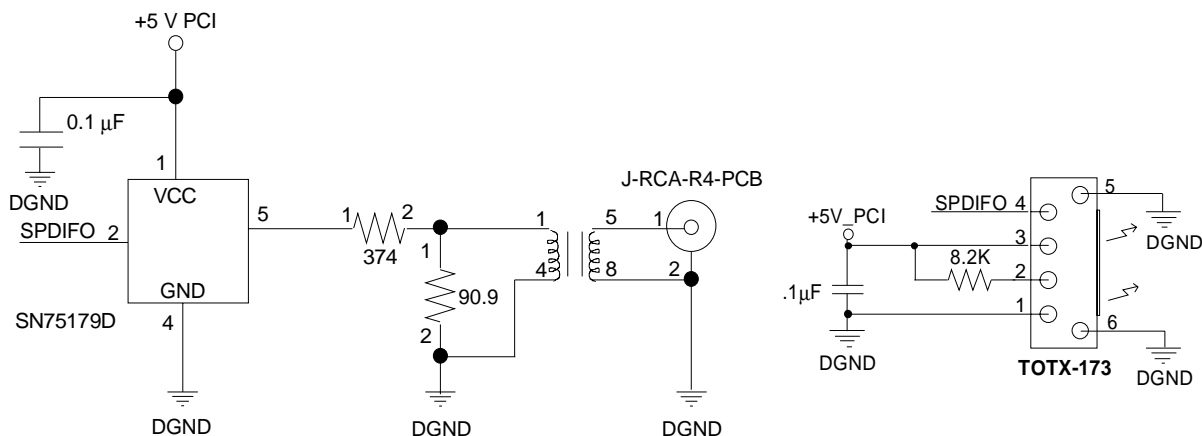 +5 V PCI
0.1 µF
DGND
1
VCC
SPDIFO 2
5
GND
SN75179D
4
DGND
1 2
374
1
90.9
2
DGND
1
4
5
8
J-RCA-R4-PCB
1
2
DGND
+5V_PCI
SPDIFO 4
3
8.2K
2
.1µF
1
DGND
5
DGND
6
DGND
TOTX-173